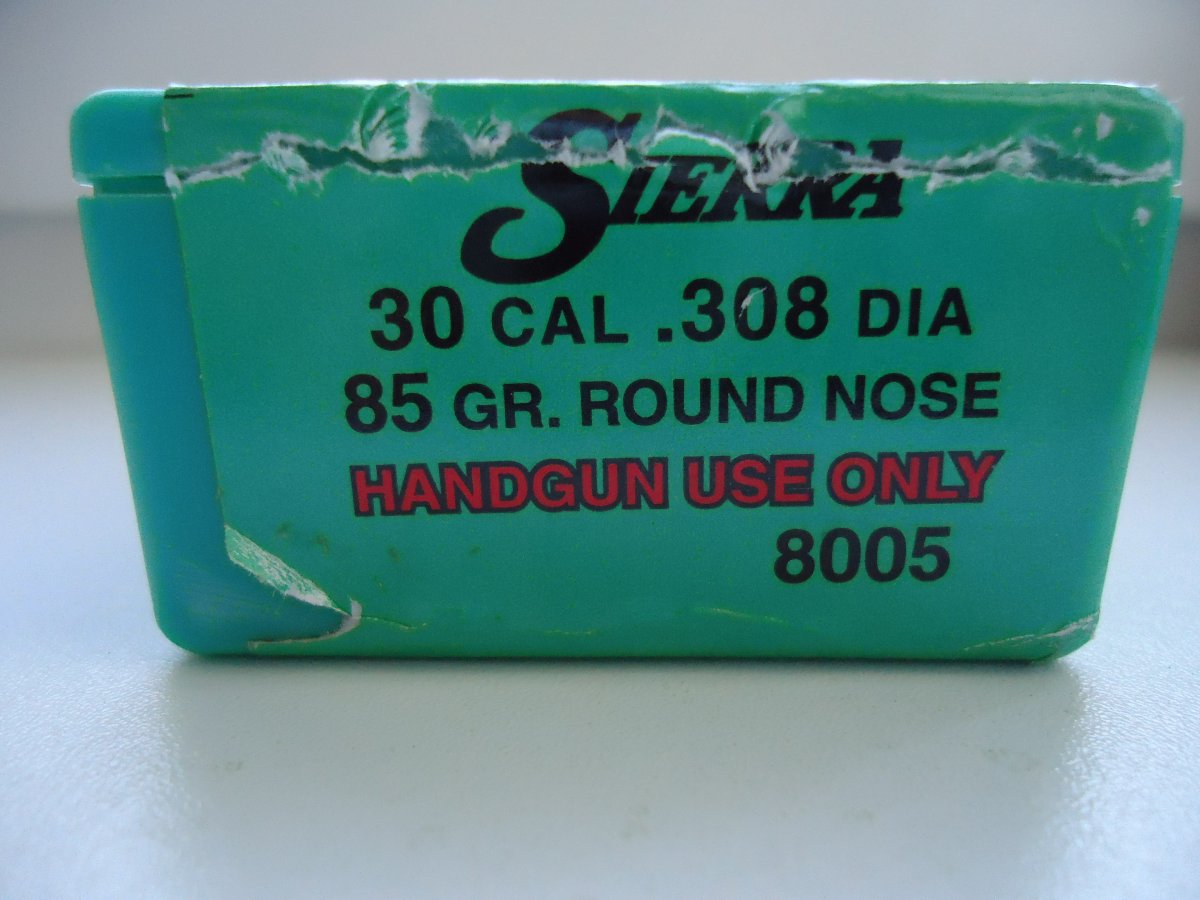 SIERRA
30 CAL .308 DIA
85 GR. ROUND NOSE
HANDGUN USE ONLY
8005